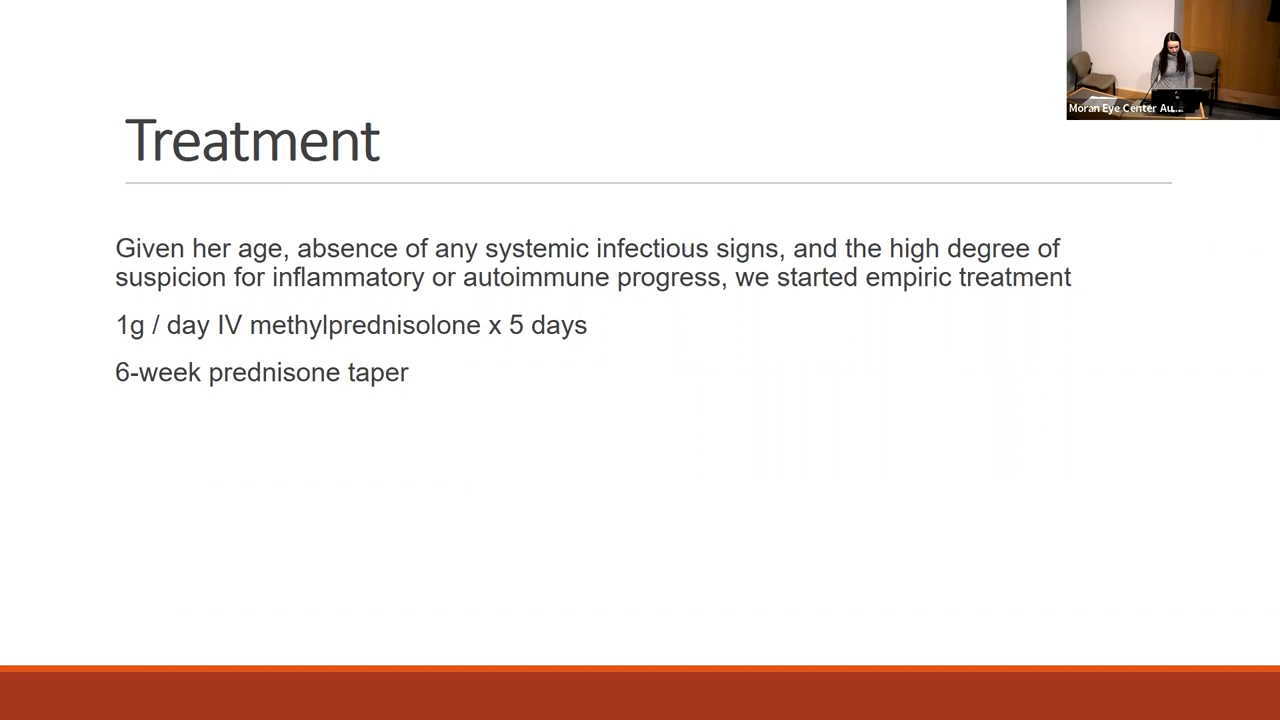 Moran Eye Center Au...
Treatment
Given her age, absence of any systemic infectious signs, and the high degree of
suspicion for inflammatory or autoimmune progress, we started empiric treatment
1g / day IV methylprednisolone x 5 days
6-week prednisone taper